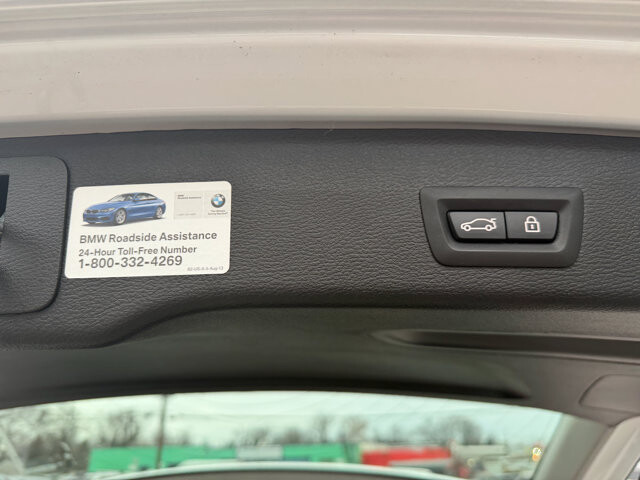 BMW Roadside Assistance
24-Hour Toll-Free Number
1-800-332-4269